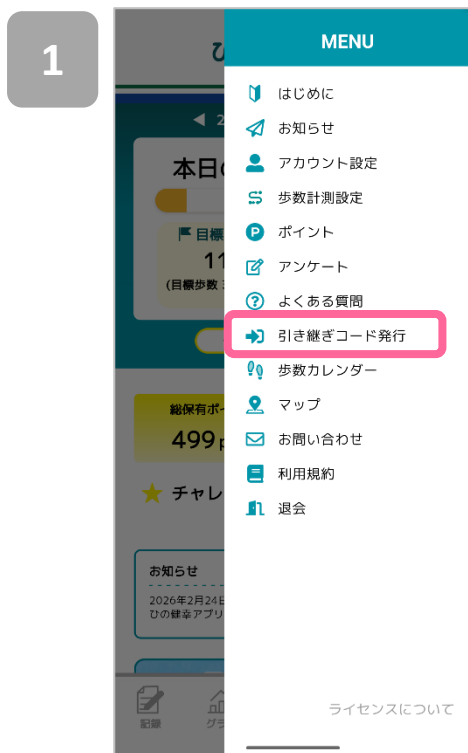 1
ひ
MENU
はじめに
お知らせ
アカウント設定
歩数計測設定
P ポイント
アンケート
? よくある質問
引き継ぎコード発行
歩数カレンダー
マップ
お問い合わせ
利用規約
退会
ライセンスについて
◀ 2
本日の
目標
11
(目標歩数
総保有ポ
499
チャレ
お知らせ
2026年2月24日
ひの健幸アプリ
記録
グラ